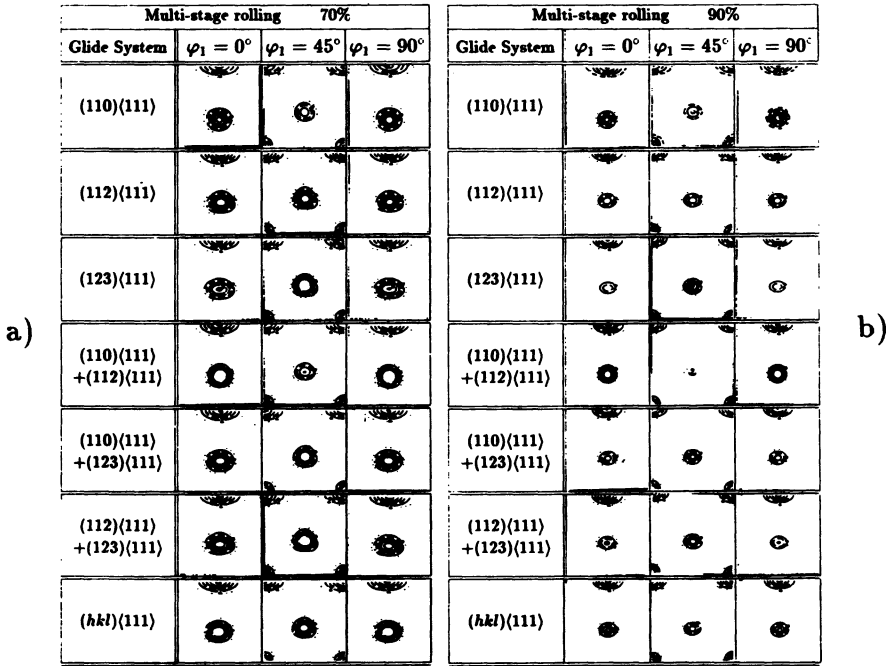 Multi-stage rolling 70%
Glide System φ₁ = 0° φ₁ = 45° φ₁ = 90°
(110)⟨111⟩
(112)⟨111⟩
(123)⟨111⟩
(110)⟨111⟩
+(112)⟨111⟩
(110)⟨111⟩
+(123)⟨111⟩
(112)⟨111⟩
+(123)⟨111⟩
(hkl)⟨111⟩
a)
Multi-stage rolling 90%
Glide System φ₁ = 0° φ₁ = 45° φ₁ = 90°
(110)⟨111⟩
(112)⟨111⟩
(123)⟨111⟩
(110)⟨111⟩
+(112)⟨111⟩
(110)⟨111⟩
+(123)⟨111⟩
(112)⟨111⟩
+(123)⟨111⟩
(hkl)⟨111⟩
b)